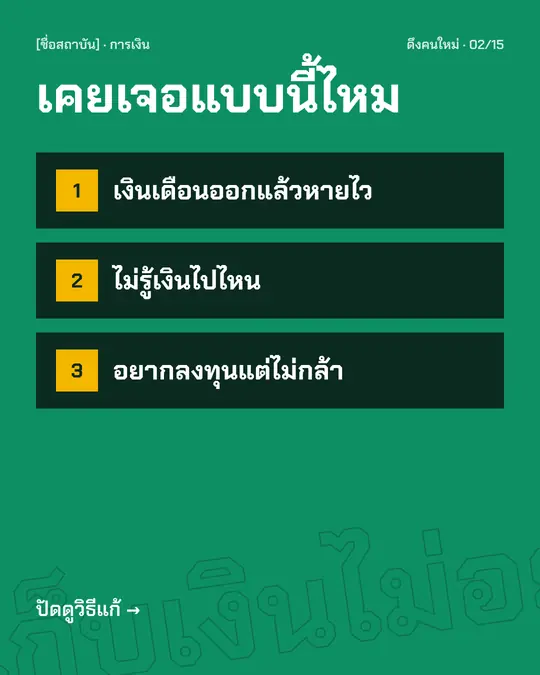 [ชื่อสถาบัน] · การเงิน
ดึงคนใหม่ · 02/15
เคยเจอแบบนี้ไหม
1 เงินเดือนออกแล้วหายไว
2 ไม่รู้เงินไปไหน
3 อยากลงทุนแต่ไม่กล้า
ปัดดูวิธีแก้ →